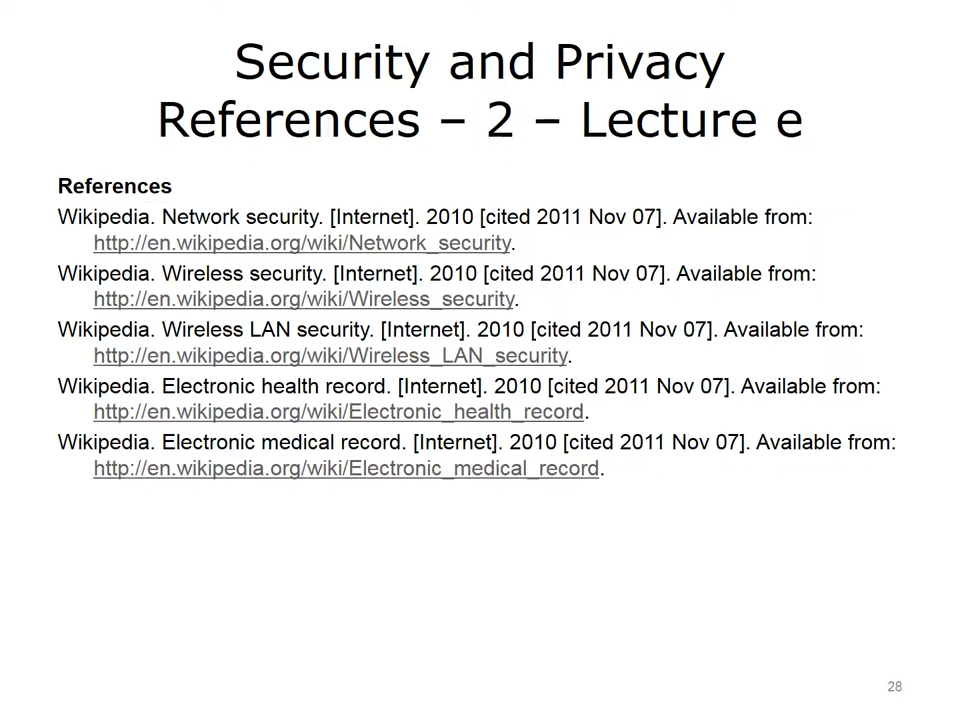 Security and Privacy
References – 2 – Lecture e
References
Wikipedia. Network security. [Internet]. 2010 [cited 2011 Nov 07]. Available from:
http://en.wikipedia.org/wiki/Network_security.
Wikipedia. Wireless security. [Internet]. 2010 [cited 2011 Nov 07]. Available from:
http://en.wikipedia.org/wiki/Wireless_security.
Wikipedia. Wireless LAN security. [Internet]. 2010 [cited 2011 Nov 07]. Available from:
http://en.wikipedia.org/wiki/Wireless_LAN_security.
Wikipedia. Electronic health record. [Internet]. 2010 [cited 2011 Nov 07]. Available from:
http://en.wikipedia.org/wiki/Electronic_health_record.
Wikipedia. Electronic medical record. [Internet]. 2010 [cited 2011 Nov 07]. Available from:
http://en.wikipedia.org/wiki/Electronic_medical_record.
28